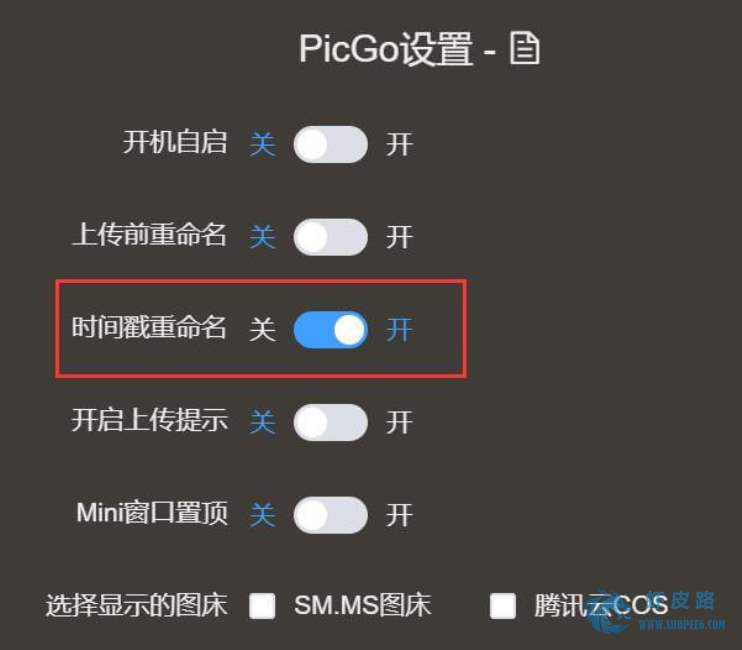 PicGo设置 -
开机自启 关 开
上传前重命名 关 开
时间戳重命名 关 开
开启上传提示 关 开
Mini窗口置顶 关 开
选择显示的图床 SM.MS图床 腾讯云COS
皮路